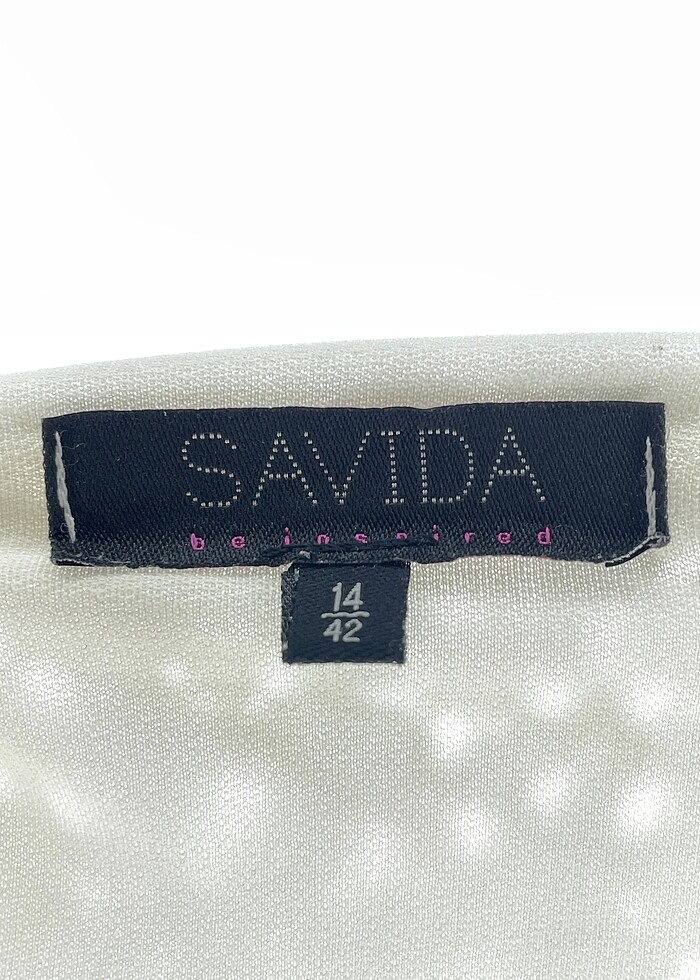 SAVIDA
be inspired
14
42